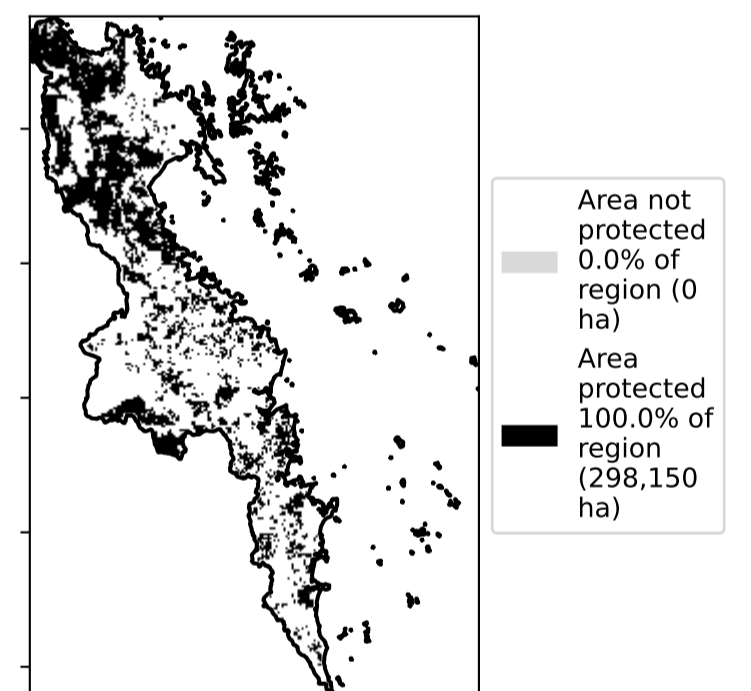 Area not
protected
0.0% of
region (0
ha)
Area
protected
100.0% of
region
(298,150
ha)